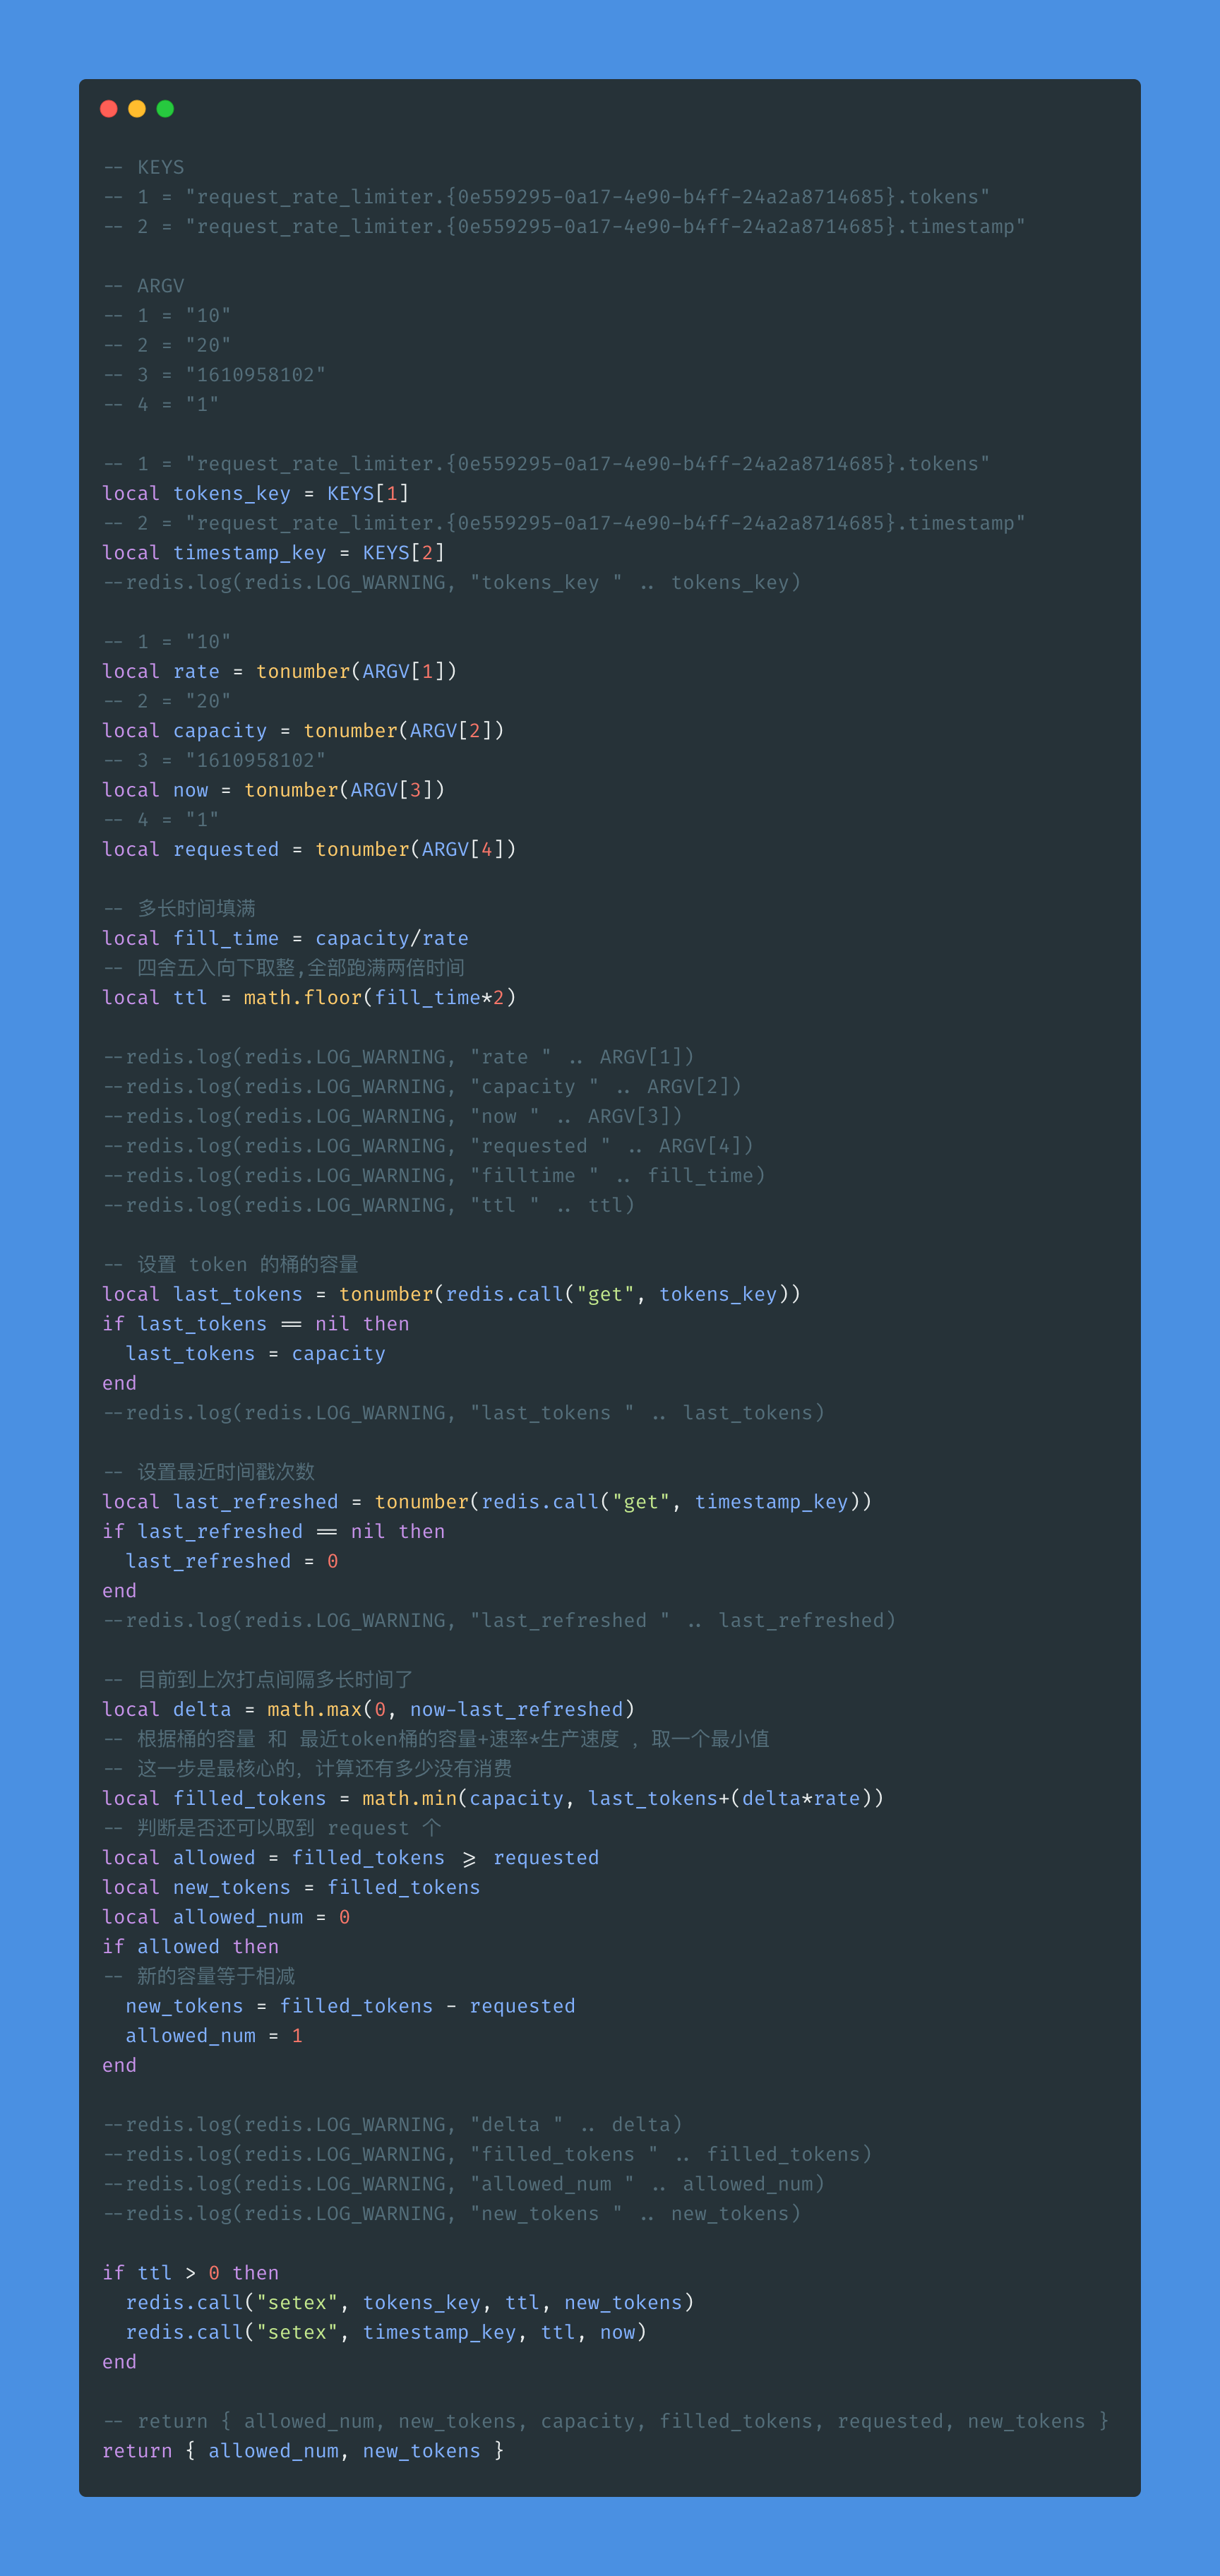 -- KEYS
-- 1 = "request_rate_limiter.{0e559295-0a17-4e90-b4ff-24a2a8714685}.tokens"
-- 2 = "request_rate_limiter.{0e559295-0a17-4e90-b4ff-24a2a8714685}.timestamp"
-- ARGV
-- 1 = "10"
-- 2 = "20"
-- 3 = "1610958102"
-- 4 = "1"
-- 1 = "request_rate_limiter.{0e559295-0a17-4e90-b4ff-24a2a8714685}.tokens"
local tokens_key = KEYS[1]
-- 2 = "request_rate_limiter.{0e559295-0a17-4e90-b4ff-24a2a8714685}.timestamp"
local timestamp_key = KEYS[2]
--redis.log(redis.LOG_WARNING, "tokens_key " .. tokens_key)
-- 1 = "10"
local rate = tonumber(ARGV[1])
-- 2 = "20"
local capacity = tonumber(ARGV[2])
-- 3 = "1610958102"
local now = tonumber(ARGV[3])
-- 4 = "1"
local requested = tonumber(ARGV[4])
-- 多长时间填满
local fill_time = capacity/rate
-- 四舍五入向下取整,全部跑满两倍时间
local ttl = math.floor(fill_time*2)
--redis.log(redis.LOG_WARNING, "rate " .. ARGV[1])
--redis.log(redis.LOG_WARNING, "capacity " .. ARGV[2])
--redis.log(redis.LOG_WARNING, "now " .. ARGV[3])
--redis.log(redis.LOG_WARNING, "requested " .. ARGV[4])
--redis.log(redis.LOG_WARNING, "filltime " .. fill_time)
--redis.log(redis.LOG_WARNING, "ttl " .. ttl)
-- 设置 token 的桶的容量
local last_tokens = tonumber(redis.call("get", tokens_key))
if last_tokens == nil then
  last_tokens = capacity
end
--redis.log(redis.LOG_WARNING, "last_tokens " .. last_tokens)
-- 设置最近时间戳次数
local last_refreshed = tonumber(redis.call("get", timestamp_key))
if last_refreshed == nil then
  last_refreshed = 0
end
--redis.log(redis.LOG_WARNING, "last_refreshed " .. last_refreshed)
-- 目前到上次打点间隔多长时间了
local delta = math.max(0, now-last_refreshed)
-- 根据桶的容量 和 最近token桶的容量+速率*生产速度 ，取一个最小值
-- 这一步是最核心的，计算还有多少没有消费
local filled_tokens = math.min(capacity, last_tokens+(delta*rate))
-- 判断是否还可以取到 request 个
local allowed = filled_tokens >= requested
local new_tokens = filled_tokens
local allowed_num = 0
if allowed then
-- 新的容量等于相减
  new_tokens = filled_tokens - requested
  allowed_num = 1
end
--redis.log(redis.LOG_WARNING, "delta " .. delta)
--redis.log(redis.LOG_WARNING, "filled_tokens " .. filled_tokens)
--redis.log(redis.LOG_WARNING, "allowed_num " .. allowed_num)
--redis.log(redis.LOG_WARNING, "new_tokens " .. new_tokens)
if ttl > 0 then
  redis.call("setex", tokens_key, ttl, new_tokens)
  redis.call("setex", timestamp_key, ttl, now)
end
-- return { allowed_num, new_tokens, capacity, filled_tokens, requested, new_tokens }
return { allowed_num, new_tokens }